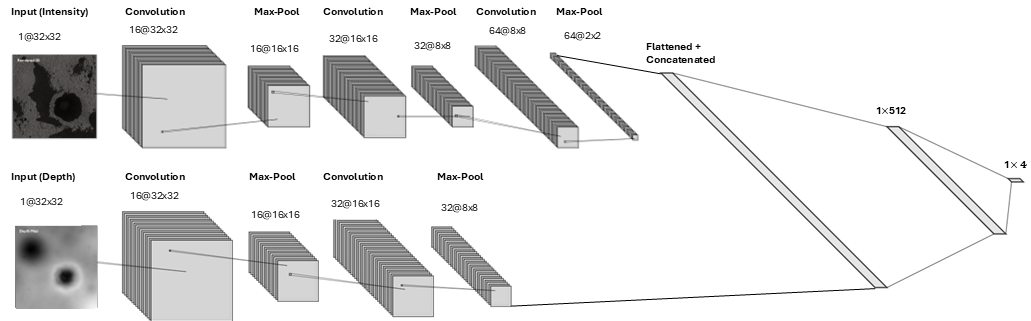 Input (Intensity)
Convolution
Max-Pool
Convolution
Max-Pool
Convolution
Max-Pool
1@32x32
16@32x32
16@16x16
32@16x16
32@8x8
64@8x8
64@2x2
Flattened +
Concatenated
1×512
1× 4
Input (Depth)
Convolution
Max-Pool
Convolution
Max-Pool
1@32x32
16@32x32
16@16x16
32@16x16
32@8x8
Depth Map